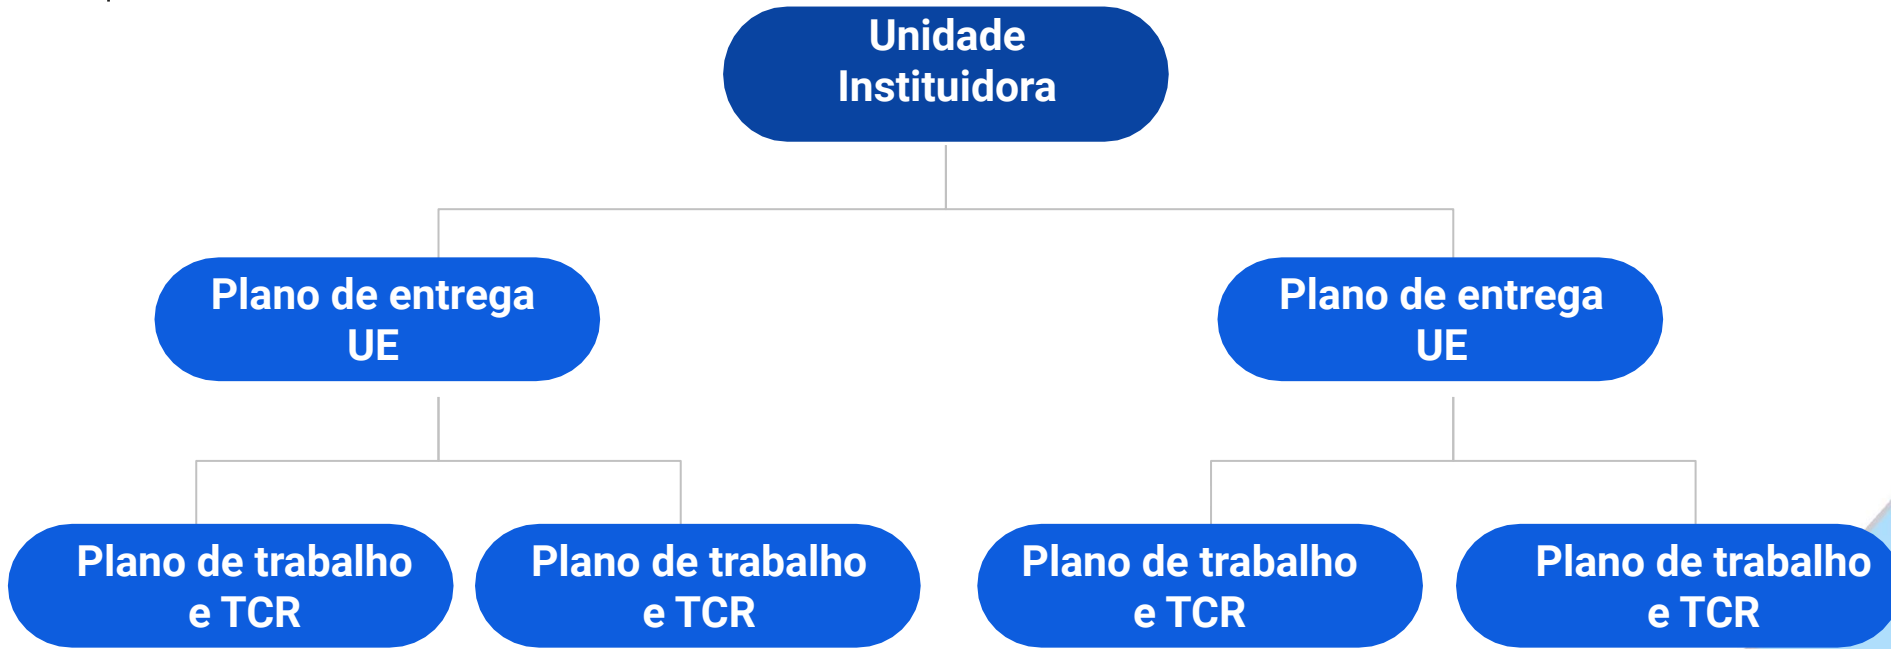 Unidade
Instituidora
Plano de entrega
UE
Plano de entrega
UE
Plano de trabalho
e TCR
Plano de trabalho
e TCR
Plano de trabalho
e TCR
Plano de trabalho
e TCR